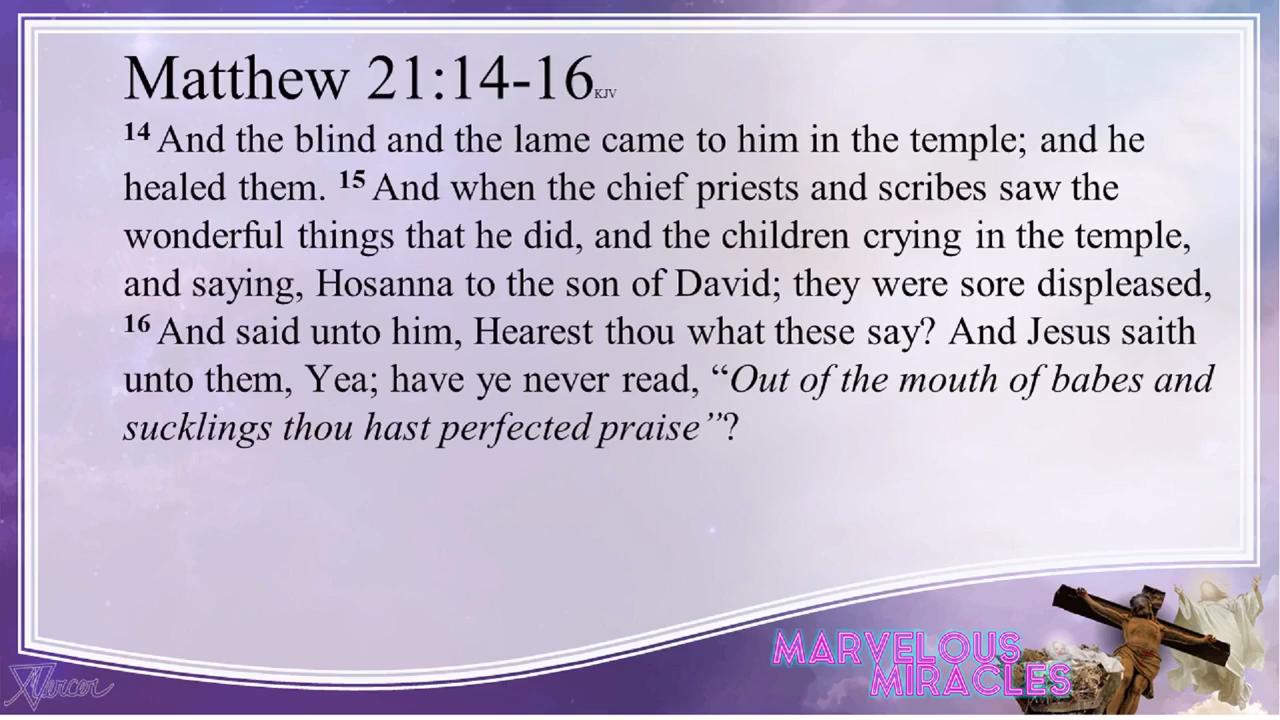 Matthew 21:14-16 KJV
14 And the blind and the lame came to him in the temple; and he
healed them. 15 And when the chief priests and scribes saw the
wonderful things that he did, and the children crying in the temple,
and saying, Hosanna to the son of David; they were sore displeased,
16 And said unto him, Hearest thou what these say? And Jesus saith
unto them, Yea; have ye never read, “Out of the mouth of babes and
sucklings thou hast perfected praise”?
MARVELOUS
MIRACLES